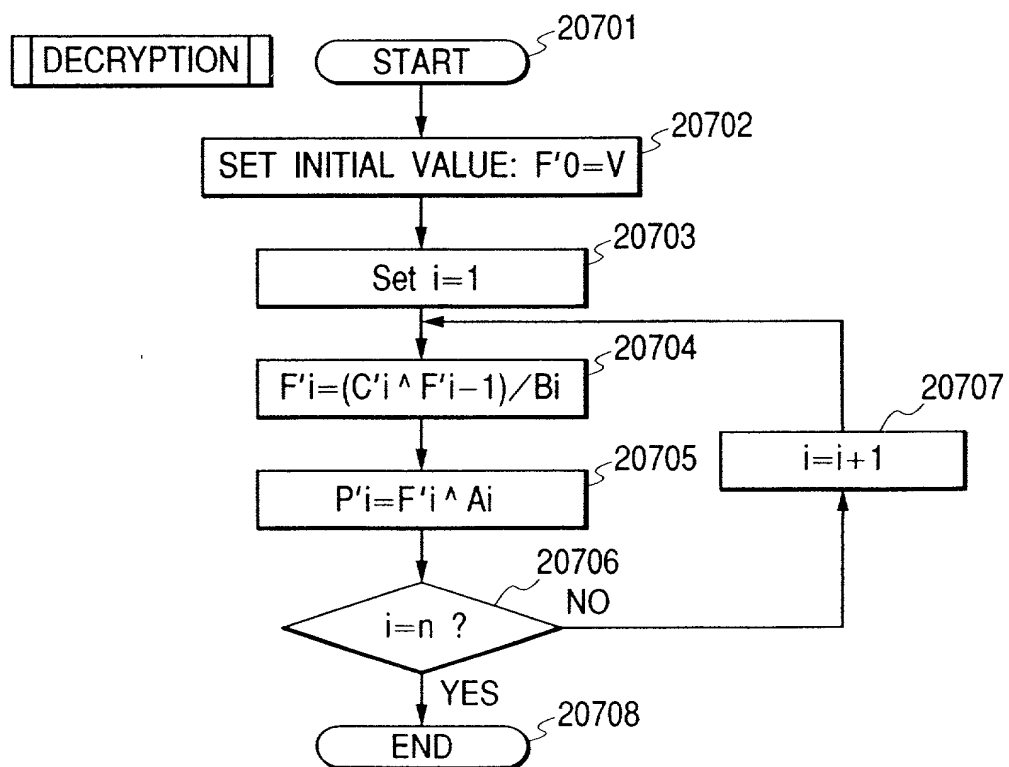 DECRYPTION
START
20701
SET INITIAL VALUE: F'0=V
20702
Set i=1
20703
F'i=(C'i ^ F'i-1)/Bi
20704
P'i=F'i ^ Ai
20705
i=n ?
20706
NO
i=i+1
20707
YES
END
20708